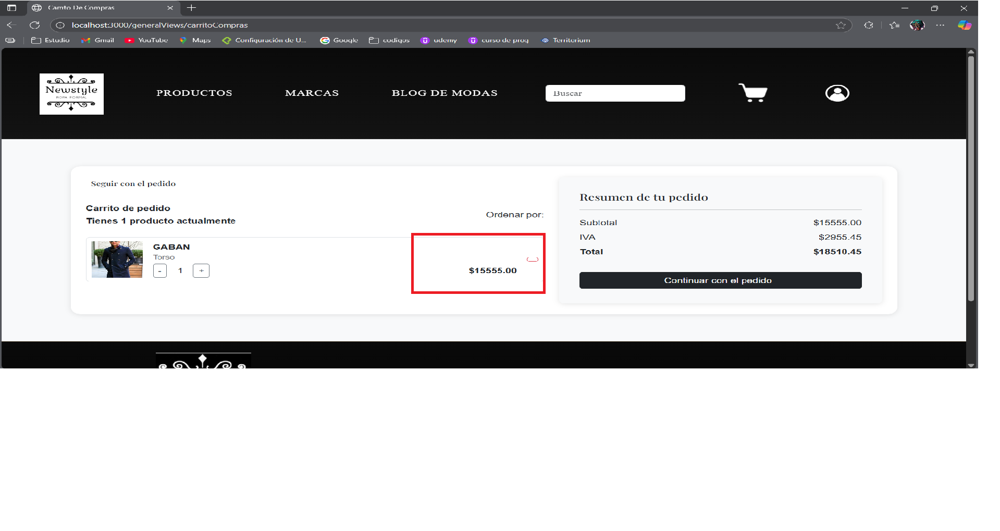 Carrito De Compras
localhost:3000/generalViews/carritoCompras
Estudio Gmail YouTube Maps Configuración de U... Google codigos udemy curso de prog Territorium
Newstyle
ROPA FORMAL
PRODUCTOS MARCAS BLOG DE MODAS Buscar
Seguir con el pedido
Carrito de pedido
Tienes 1 producto actualmente
Ordenar por:
GABAN
Torso
- 1 +
$15555.00
Resumen de tu pedido
Subtotal $15555.00
IVA $2955.45
Total $18510.45
Continuar con el pedido